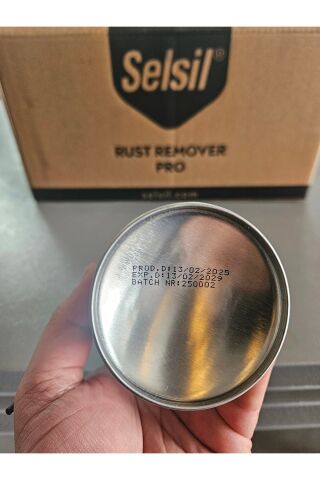 Selsil®
RUST REMOVER
PRO
selsil.com
PROD.D:13/02/2025
EXP.D:13/02/2029
BATCH NR:250002